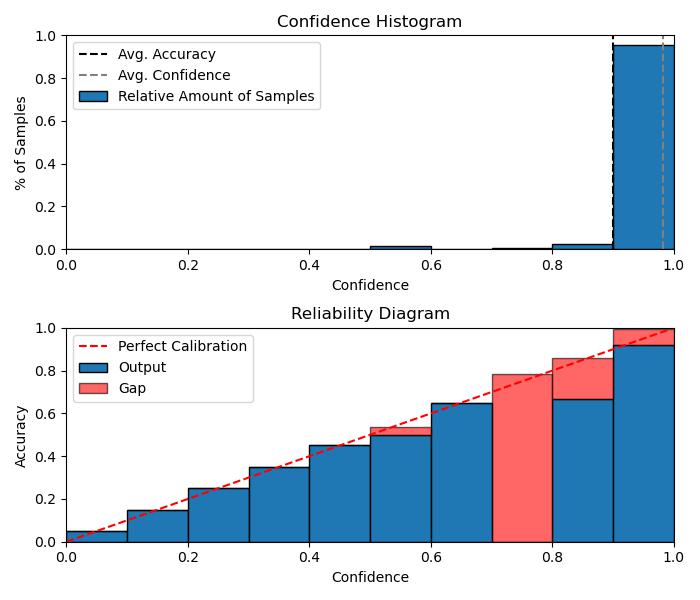 Confidence Histogram
1.0
0.8
0.6
0.4
0.2
0.0
% of Samples
Avg. Accuracy
Avg. Confidence
Relative Amount of Samples
0.0 0.2 0.4 0.6 0.8 1.0
Confidence
Reliability Diagram
1.0
0.8
0.6
0.4
0.2
0.0
Accuracy
Perfect Calibration
Output
Gap
0.0 0.2 0.4 0.6 0.8 1.0
Confidence